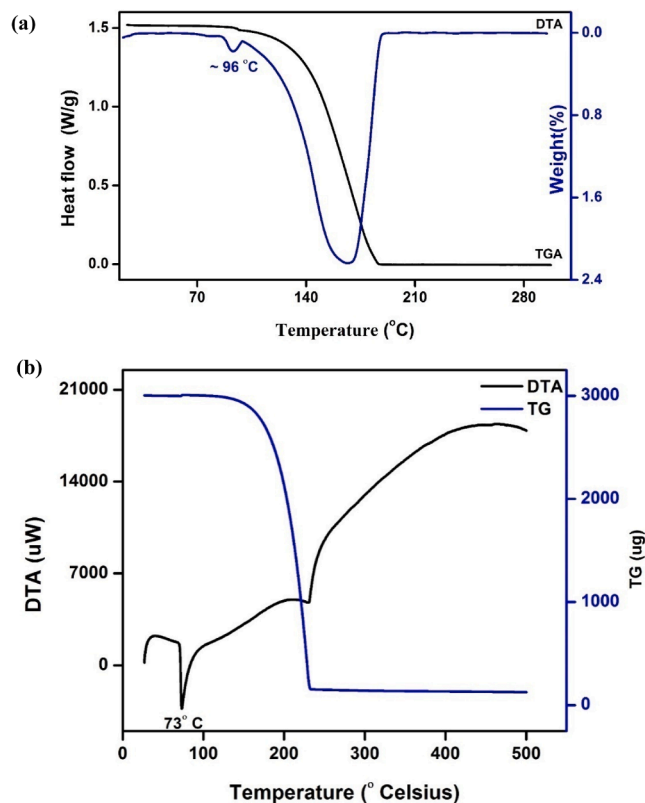 (a)
DTA
1.5
1.0
0.5
0.0
Heat flow (W/g)
~ 96 °C
0.0
0.8
1.6
2.4
Weight(%)
TGA
70
140
210
280
Temperature (°C)
(b)
21000
14000
7000
0
DTA (uW)
DTA
TG
3000
2000
1000
0
TG (ug)
73° C
0
100
200
300
400
500
Temperature (° Celsius)